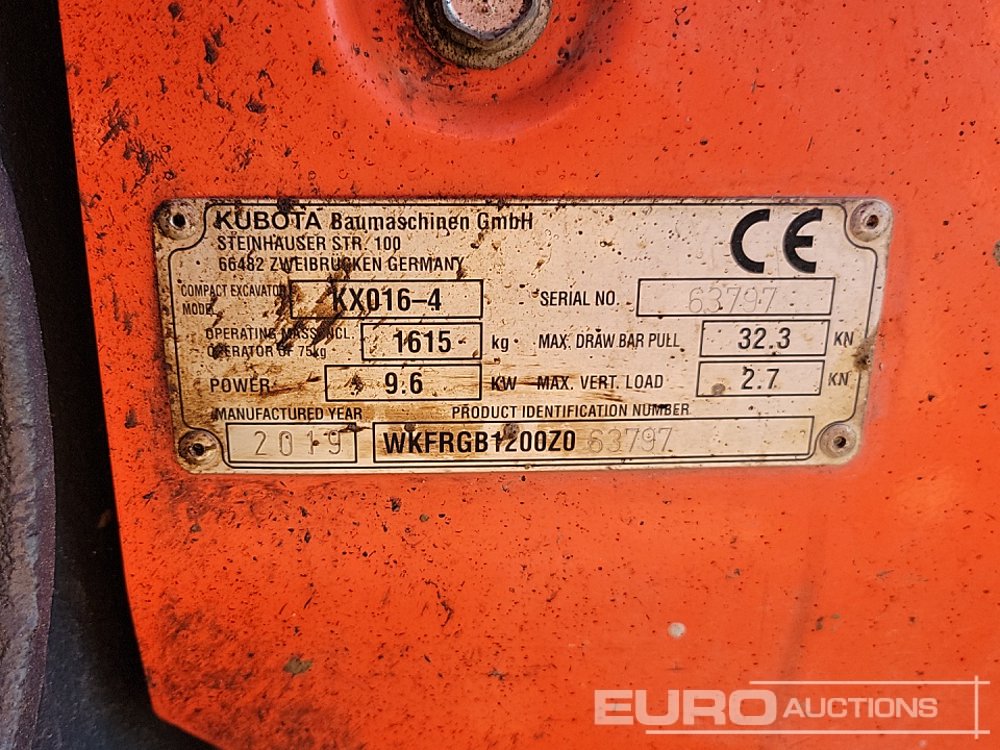 KUBOTA Baumaschinen GmbH
STEINHAUSER STR. 100
66482 ZWEIBRUCKEN GERMANY
CE
COMPACT EXCAVATOR
MODEL KX016-4 SERIAL NO. 63797
OPERATING MASS INCL.
OPERATOR OF 75kg 1615 kg MAX. DRAW BAR PULL 32.3 KN
POWER 9.6 KW MAX. VERT. LOAD 2.7 KN
MANUFACTURED YEAR PRODUCT IDENTIFICATION NUMBER
2019 WKFRGB1200Z063797
EURO AUCTIONS